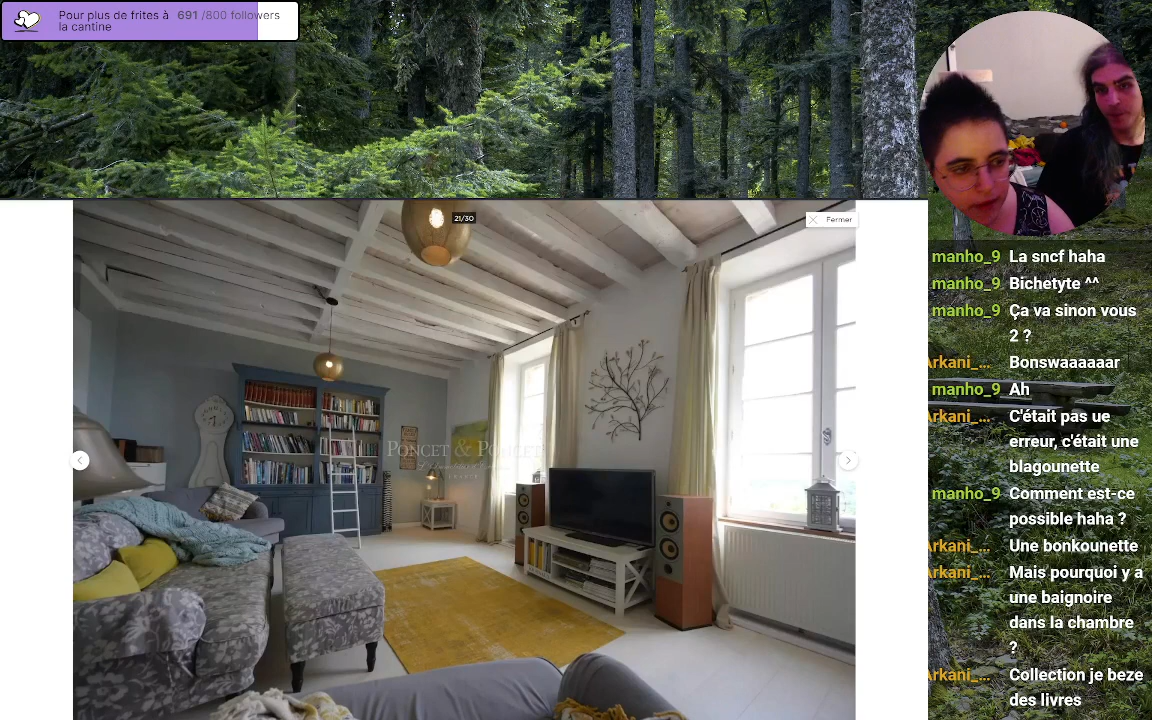 Pour plus de frites à
la cantine
691 /800 followers
21/30
Fermer
PONCET & PONCET
manho_9 La sncf haha
manho_9 Bichetyte ^^
manho_9 Ça va sinon vous
2 ?
Arkani_... Bonswaaaaaar
manho_9 Ah
Arkani_... C'était pas ue
erreur, c'était une
blagounette
manho_9 Comment est-ce
possible haha ?
Arkani_... Une bonkounette
Arkani_... Mais pourquoi y a
une baignoire
dans la chambre
?
Arkani_... Collection je beze
des livres